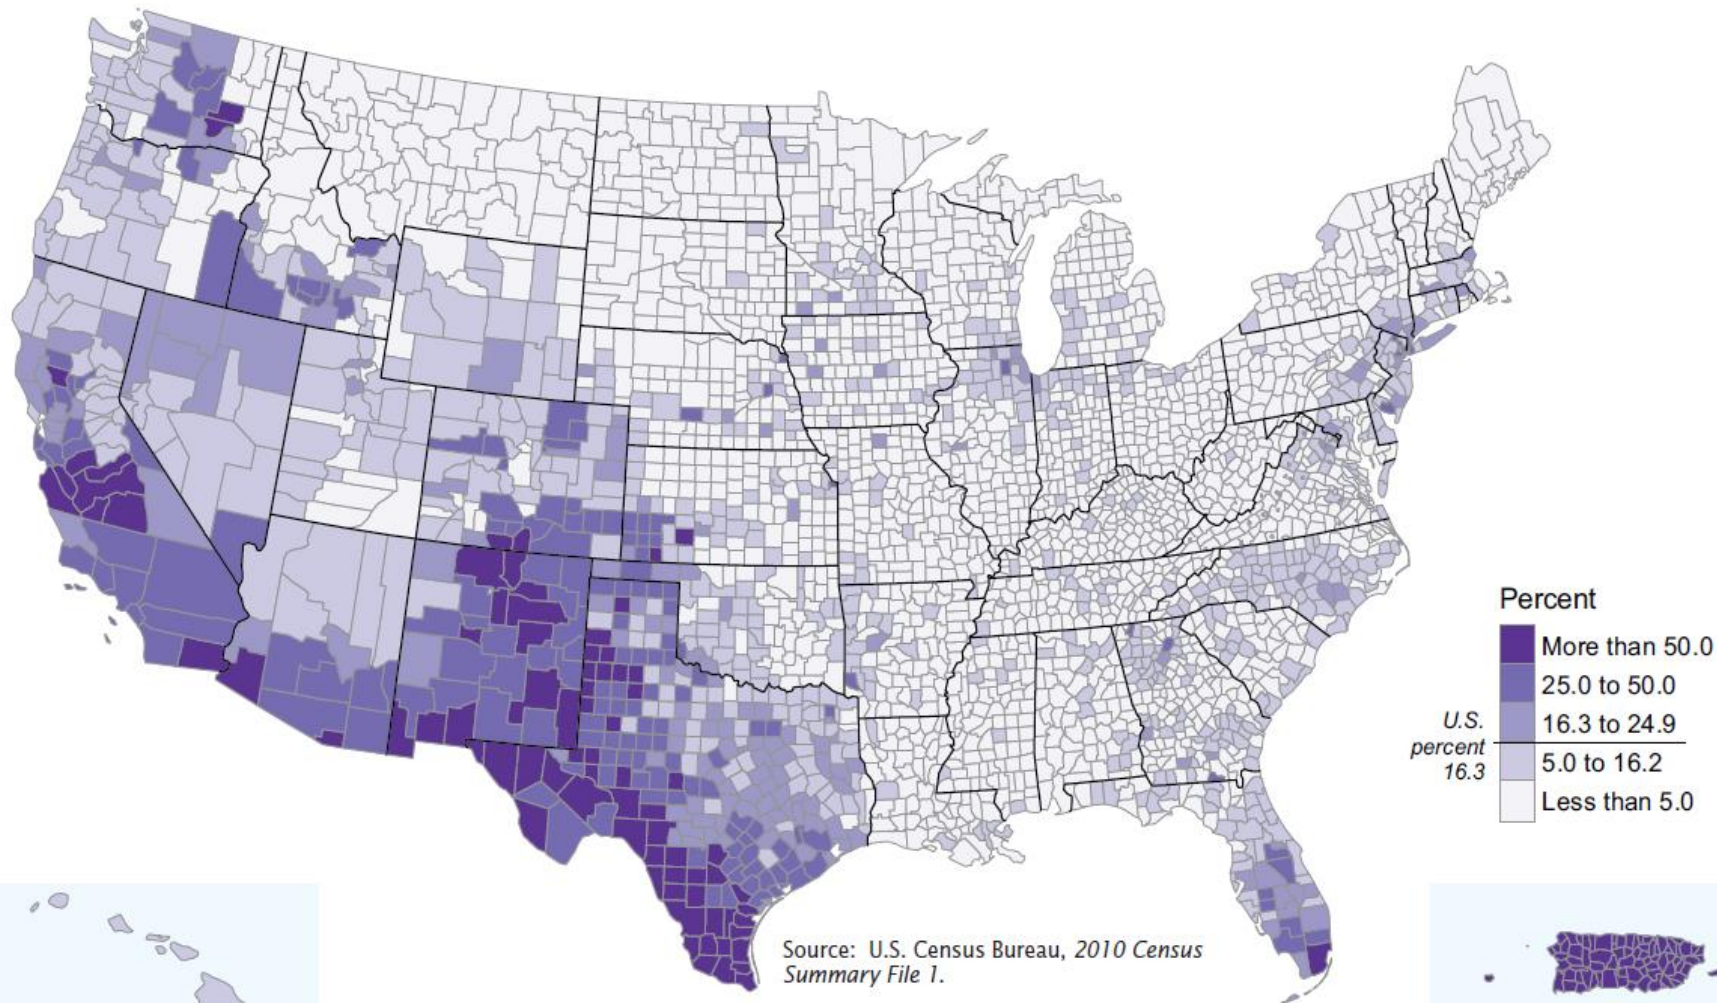 Percent
More than 50.0
25.0 to 50.0
16.3 to 24.9
U.S.
percent
16.3
5.0 to 16.2
Less than 5.0
Source: U.S. Census Bureau, 2010 Census
Summary File 1.